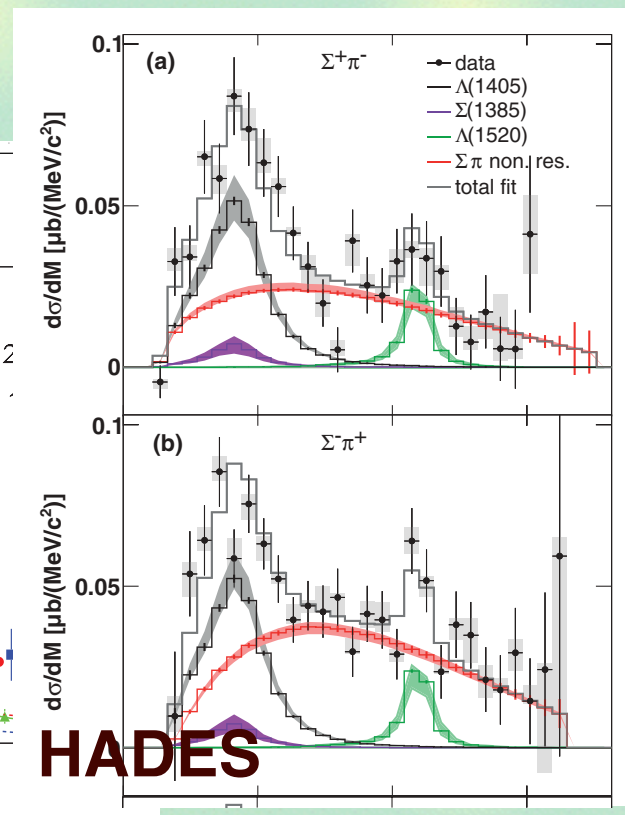 0.1
(a)
Σ⁺π⁻
data
Λ(1405)
Σ(1385)
Λ(1520)
Σπ non. res.
total fit
0.05
0
dσ/dM [μb/(MeV/c²)]
2
0.1
(b)
Σ⁻π⁺
0.05
dσ/dM [μb/(MeV/c²)]
HADES